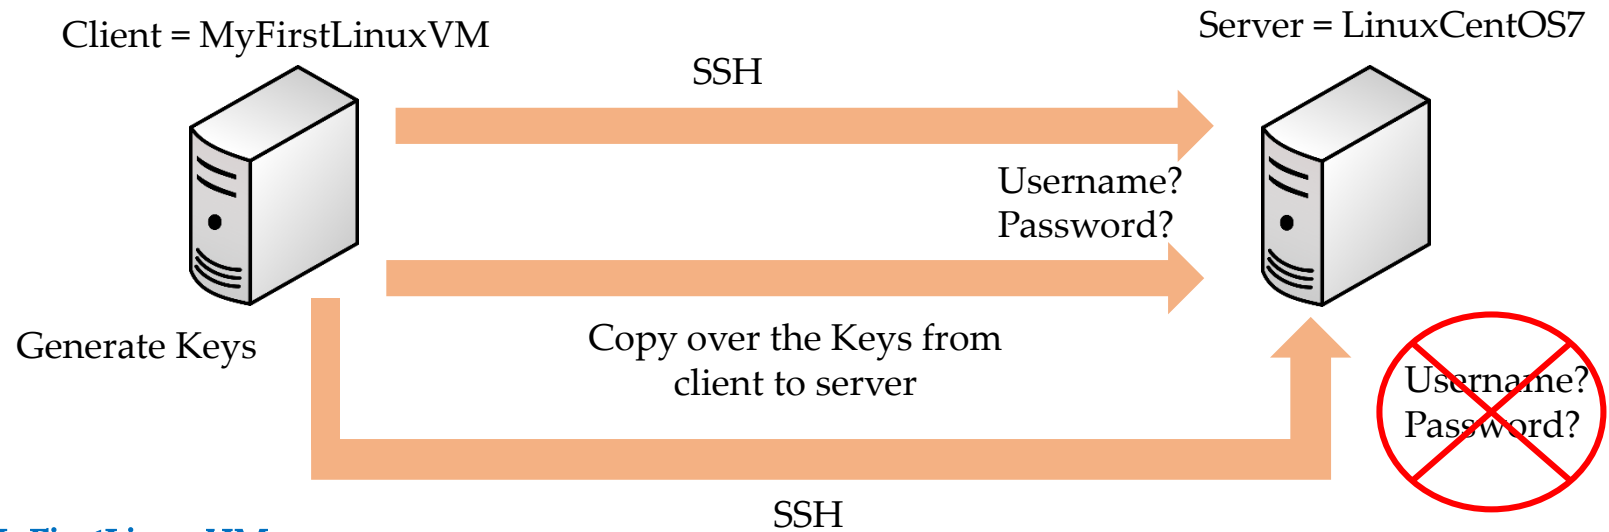 Client = MyFirstLinuxVM
Server = LinuxCentOS7
SSH
Username?
Password?
Generate Keys
Copy over the Keys from
client to server
Username?
Password?
SSH